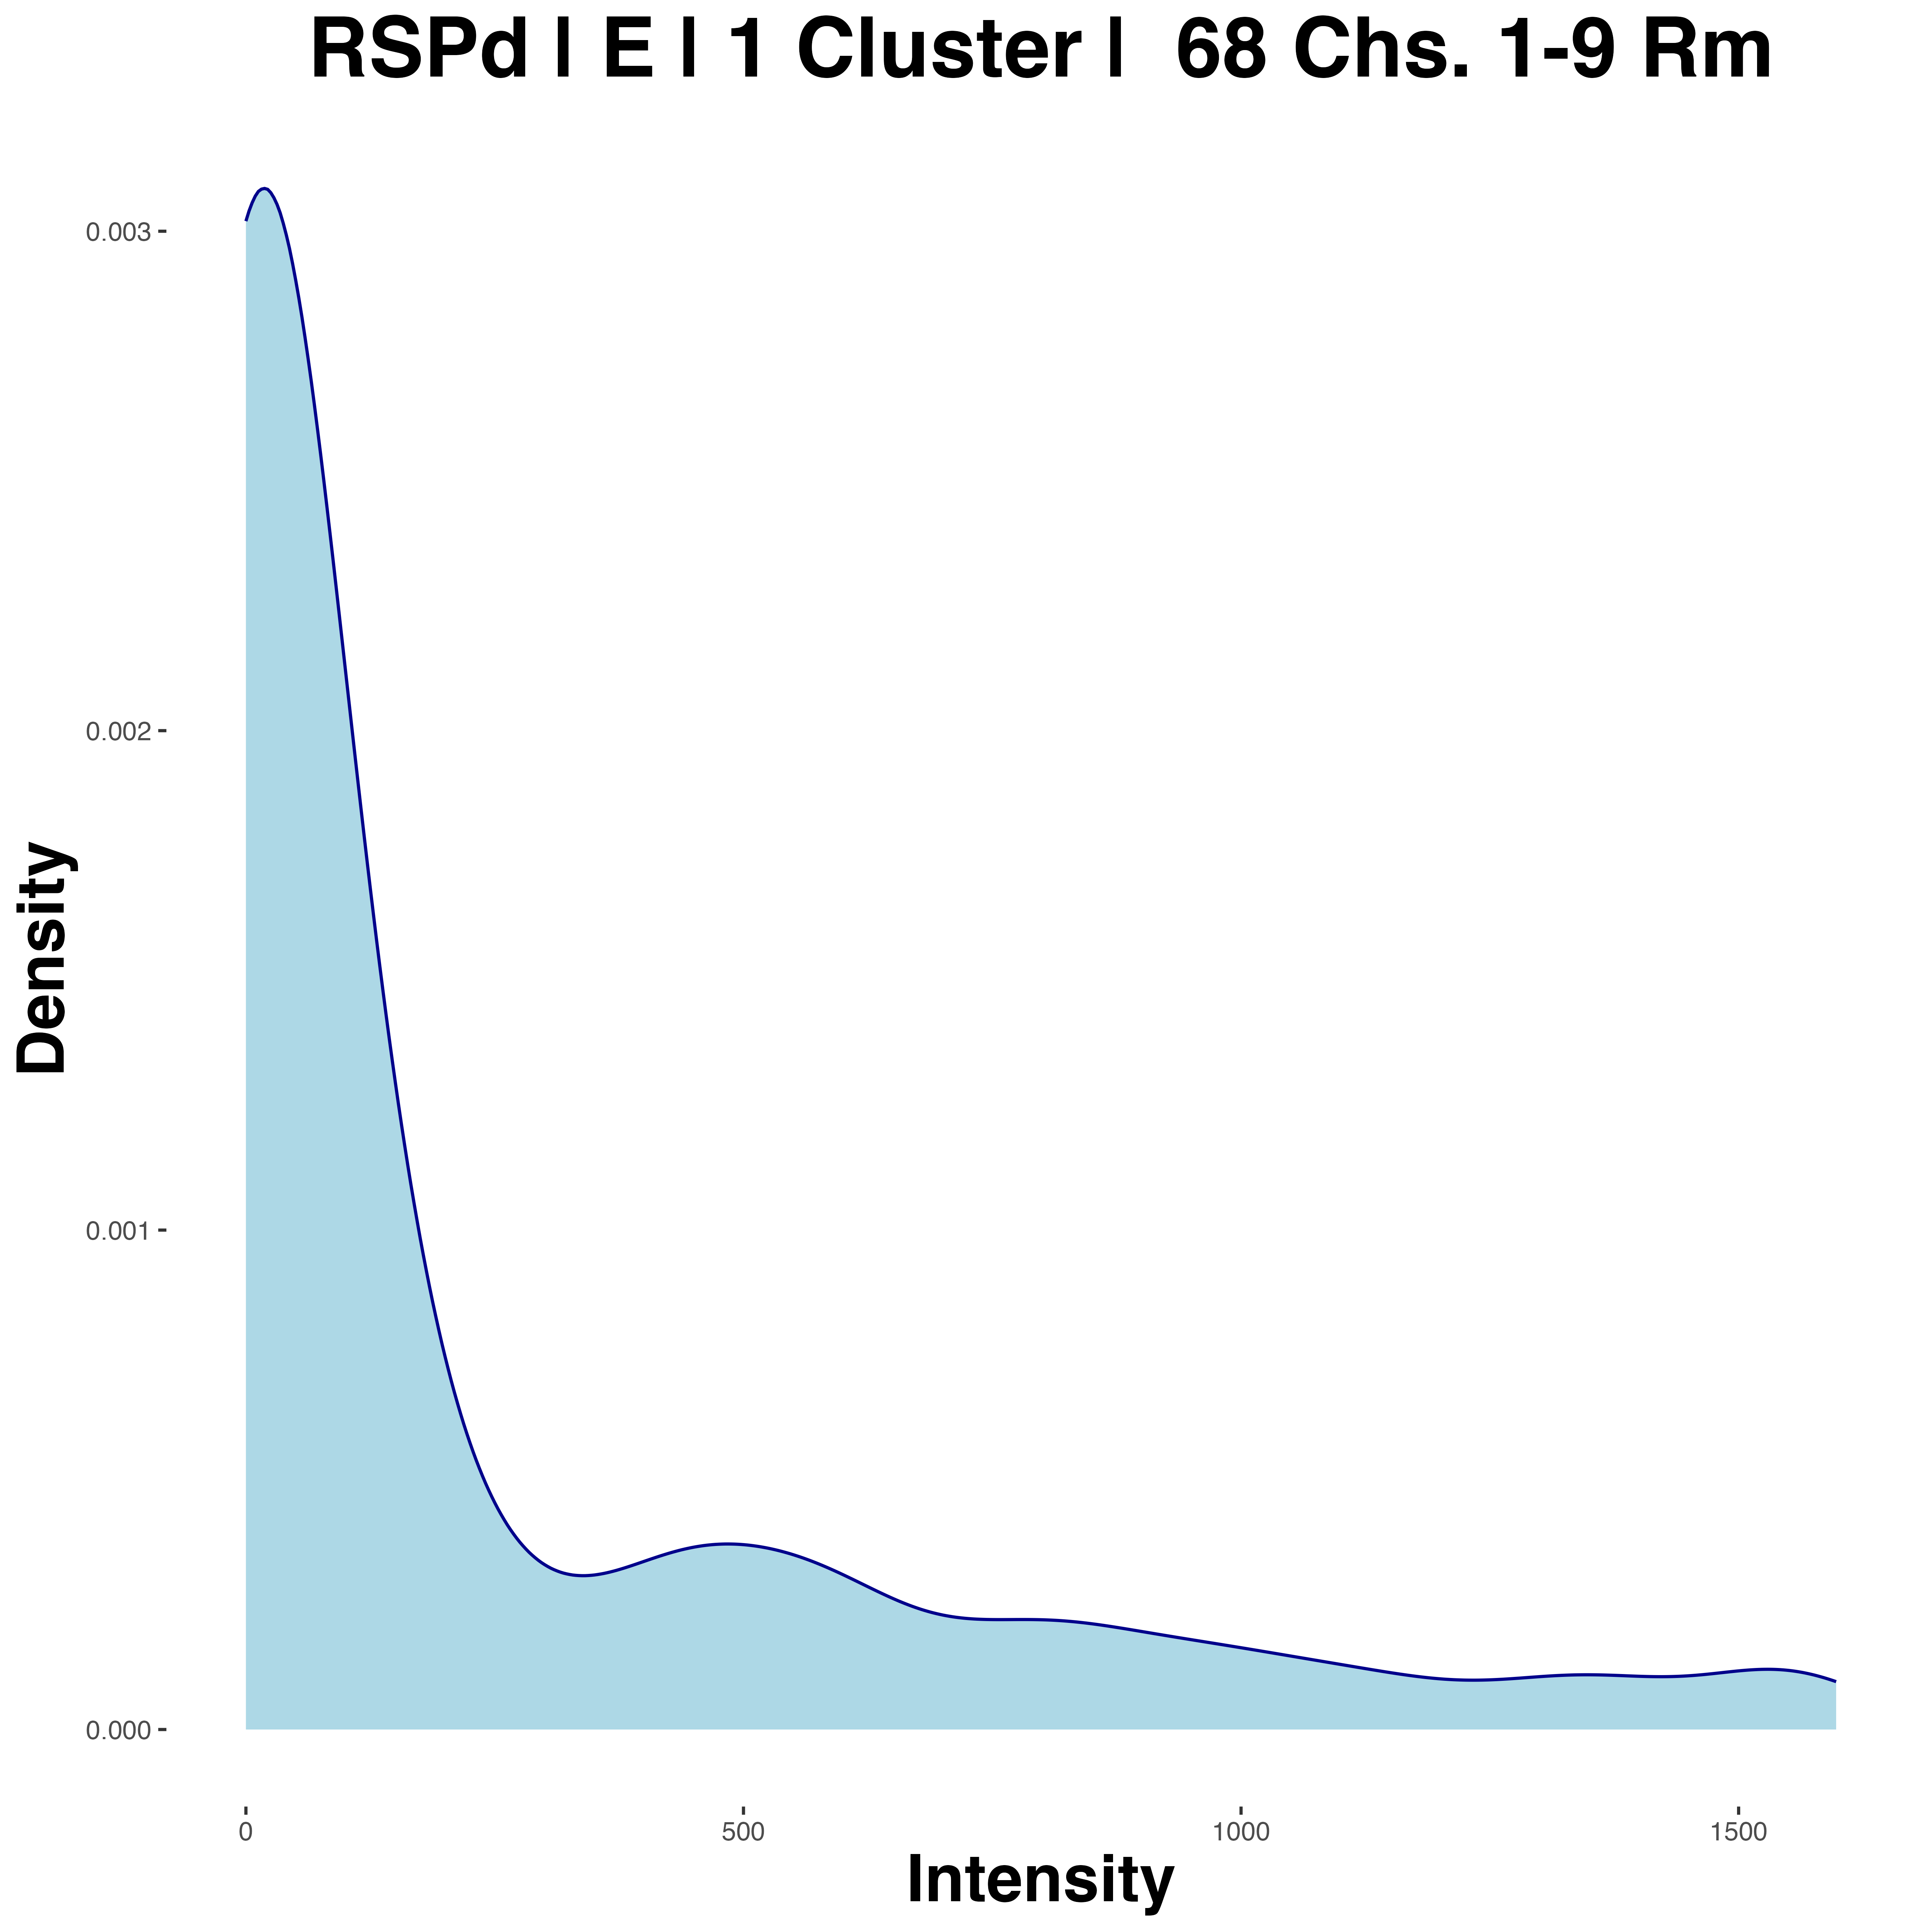 RSPd | E | 1 Cluster |  68 Chs. 1-9 Rm
Density
0.003
0.002
0.001
0.000
0 500 1000 1500
Intensity